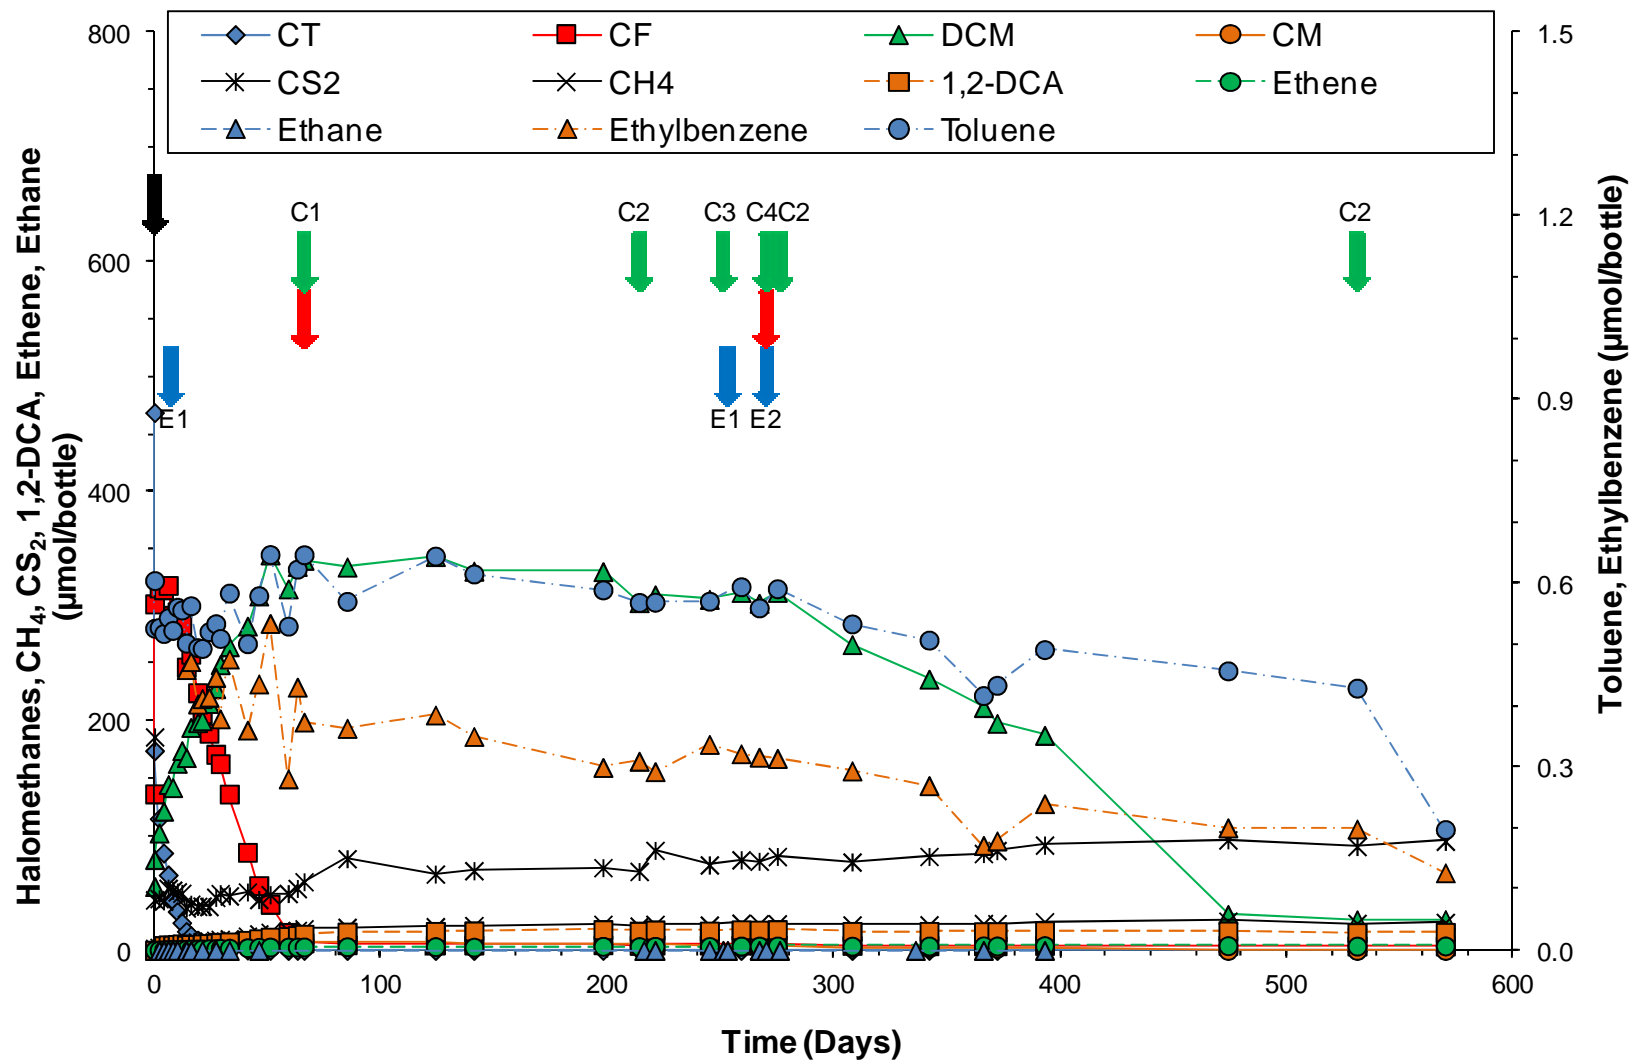 CT CF DCM CM
CS2 CH4 1,2-DCA Ethene
Ethane Ethylbenzene Toluene
Halomethanes, CH4, CS2, 1,2-DCA, Ethene, Ethane
(µmol/bottle)
800
600
400
200
0
C1 C2 C3 C4 C2 C2
E1 E1 E2
1.5
1.2
0.9
0.6
0.3
0.0
Toluene, Ethylbenzene (µmol/bottle)
0 100 200 300 400 500 600
Time (Days)